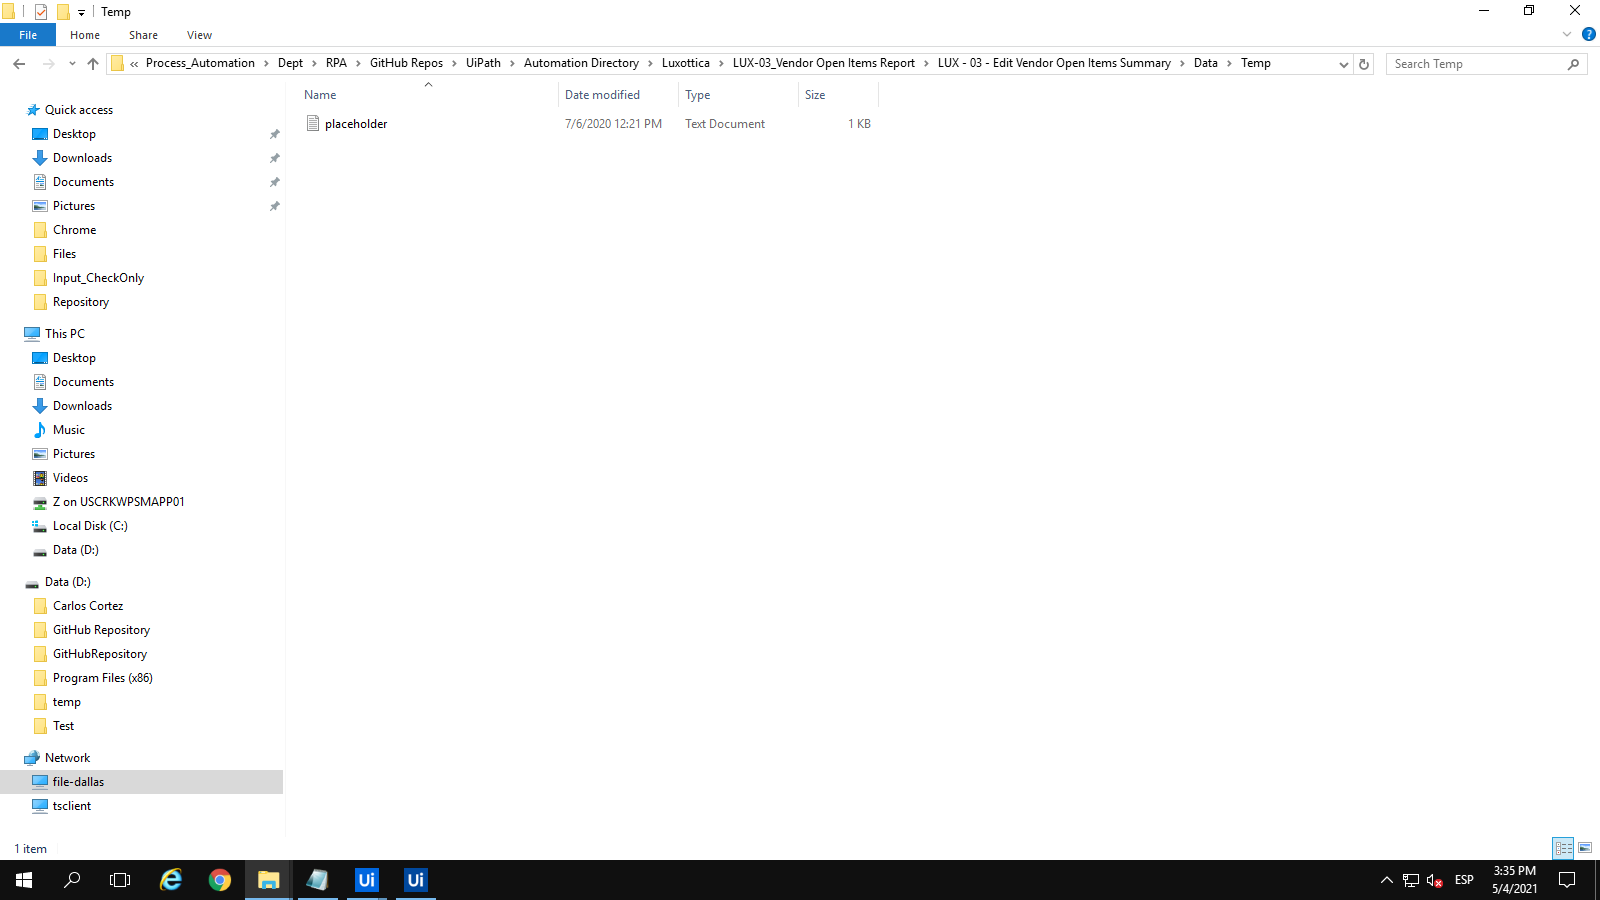 Temp
File Home Share View
« Process_Automation > Dept > RPA > GitHub Repos > UiPath > Automation Directory > Luxottica > LUX-03_Vendor Open Items Report > LUX - 03 - Edit Vendor Open Items Summary > Data > Temp
Search Temp
Name Date modified Type Size
placeholder 7/6/2020 12:21 PM Text Document 1 KB
Quick access
Desktop
Downloads
Documents
Pictures
Chrome
Files
Input_CheckOnly
Repository
This PC
Desktop
Documents
Downloads
Music
Pictures
Videos
Z on USCRKWPSMAPP01
Local Disk (C:)
Data (D:)
Data (D:)
Carlos Cortez
GitHub Repository
GitHubRepository
Program Files (x86)
temp
Test
Network
file-dallas
tsclient
1 item
Ui Ui
ESP
3:35 PM
5/4/2021